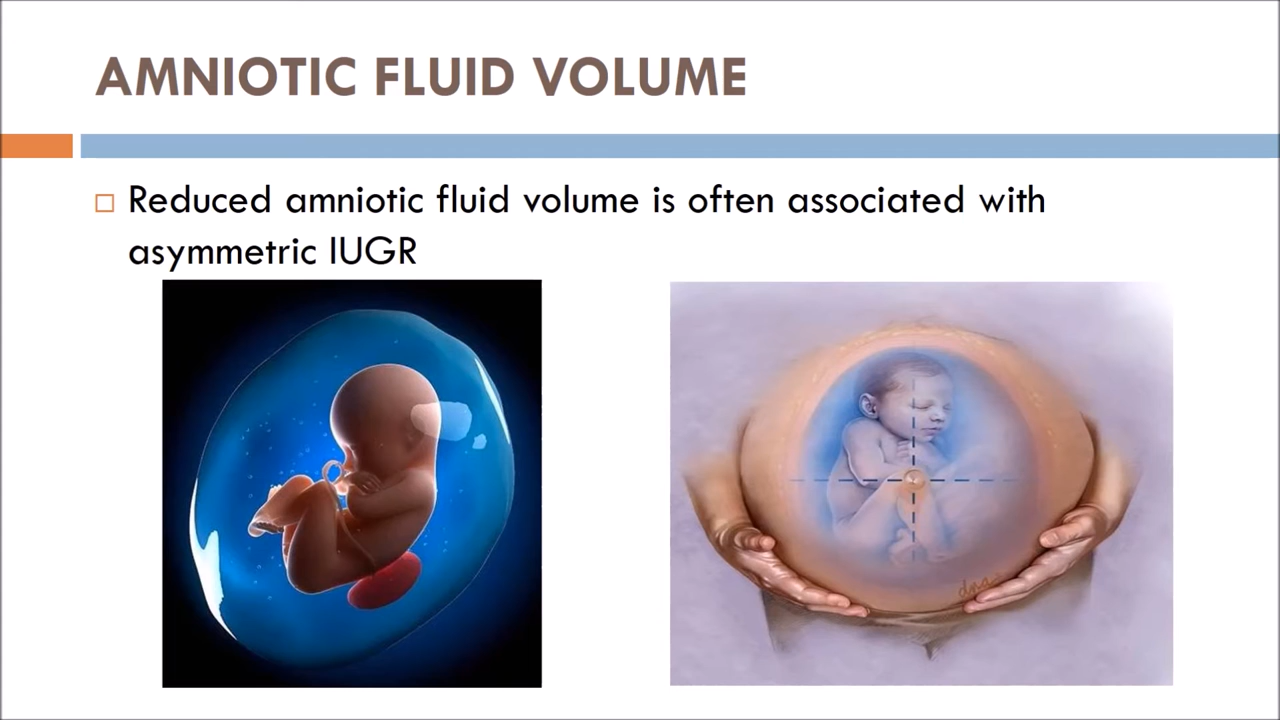 AMNIOTIC FLUID VOLUME
Reduced amniotic fluid volume is often associated with
asymmetric IUGR